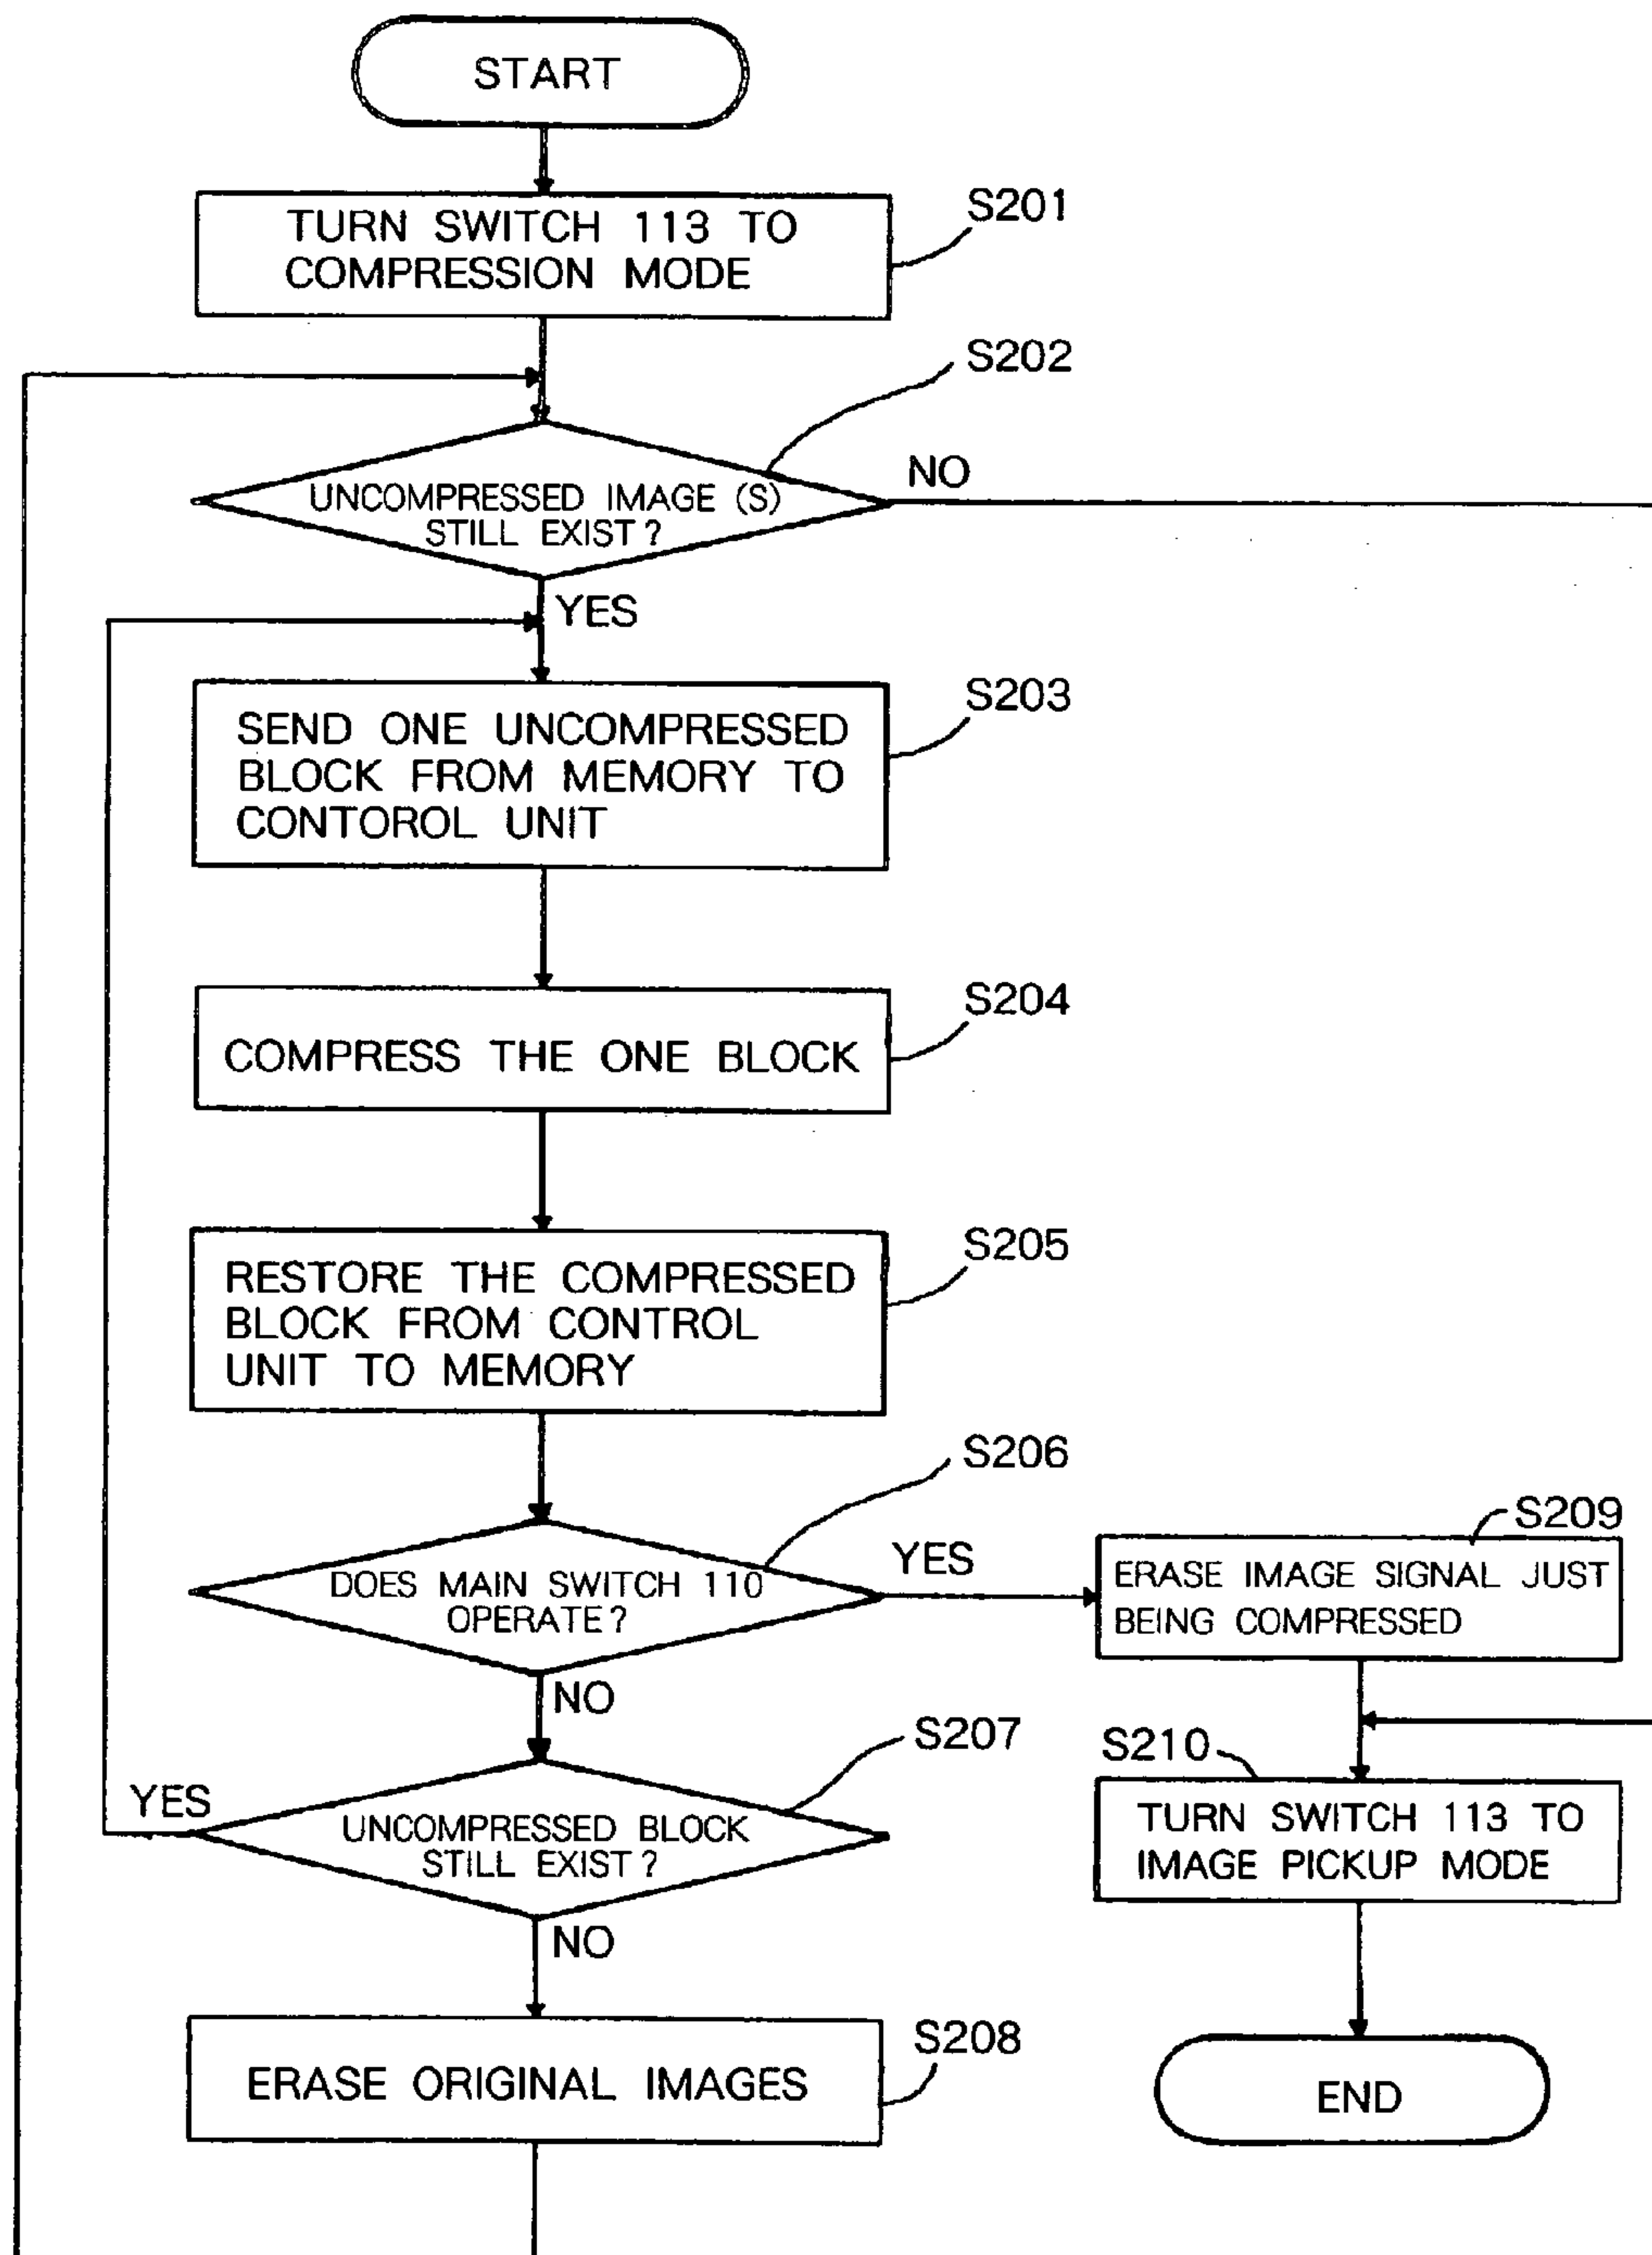 START
TURN SWITCH 113 TO
COMPRESSION MODE
S201
S202
UNCOMPRESSED IMAGE (S)
STILL EXIST?
NO
YES
S203
SEND ONE UNCOMPRESSED
BLOCK FROM MEMORY TO
CONTOROL UNIT
S204
COMPRESS THE ONE BLOCK
S205
RESTORE THE COMPRESSED
BLOCK FROM CONTROL
UNIT TO MEMORY
S206
DOES MAIN SWITCH 110
OPERATE?
YES
NO
S209
ERASE IMAGE SIGNAL JUST
BEING COMPRESSED
S207
UNCOMPRESSED BLOCK
STILL EXIST?
YES
NO
S210
TURN SWITCH 113 TO
IMAGE PICKUP MODE
S208
ERASE ORIGINAL IMAGES
END